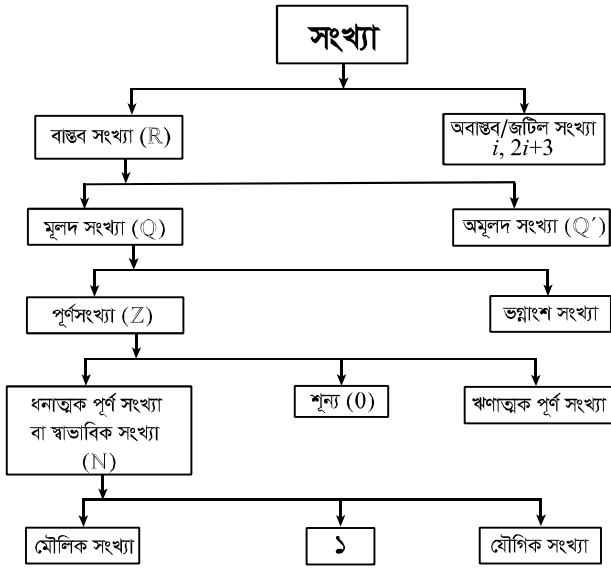 সংখ্যা
বাস্তব সংখ্যা (ℝ)
অবাস্তব/জটিল সংখ্যা
i, 2i+3
মূলদ সংখ্যা (ℚ)
অমূলদ সংখ্যা (ℚ´)
পূর্ণসংখ্যা (ℤ)
ভগ্নাংশ সংখ্যা
ধনাত্মক পূর্ণ সংখ্যা
বা স্বাভাবিক সংখ্যা
(ℕ)
শূন্য (0)
ঋণাত্মক পূর্ণ সংখ্যা
মৌলিক সংখ্যা
১
যৌগিক সংখ্যা